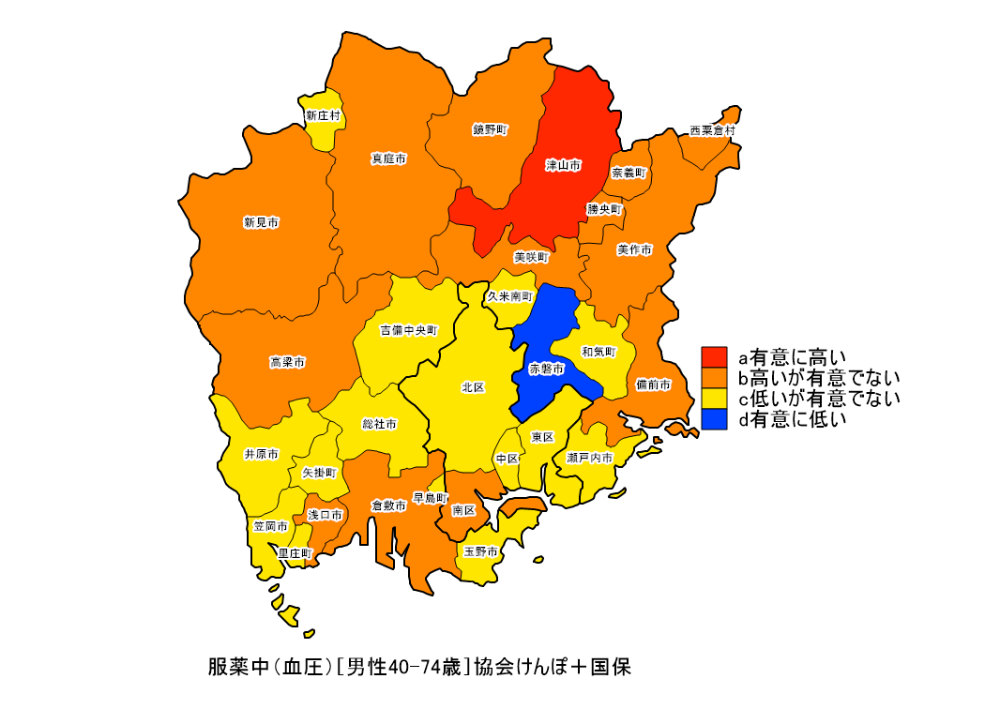 新庄村
西粟倉村
鏡野町
真庭市
津山市
奈義町
勝央町
新見市
美作市
美咲町
久米南町
吉備中央町
和気町
高梁市
赤磐市
北区
備前市
a有意に高い
b高いが有意でない
c低いが有意でない
d有意に低い
総社市
東区
井原市
中区
瀬戸内市
矢掛町
早島町
倉敷市
南区
浅口市
笠岡市
里庄町
玉野市
服薬中(血圧)[男性40-74歳]協会けんぽ+国保